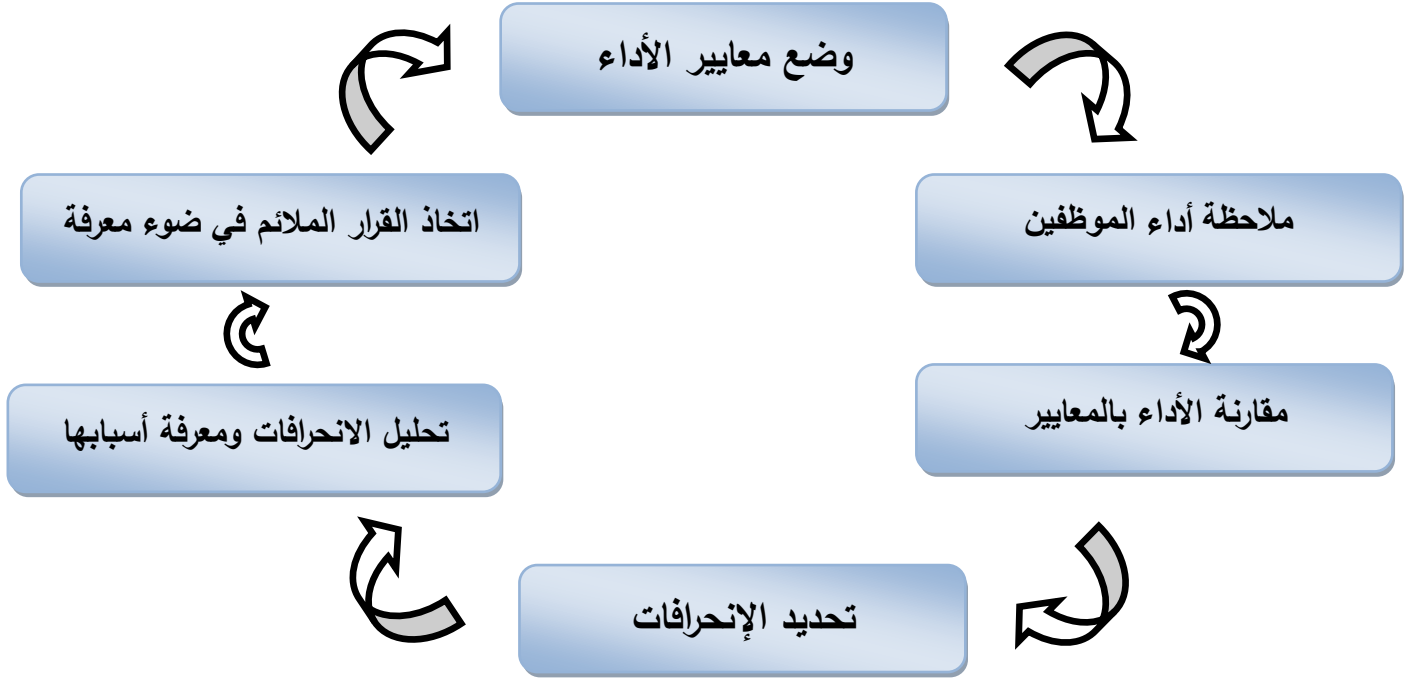 وضع معايير الأداء
ملاحظة أداء الموظفين
مقارنة الأداء بالمعايير
تحديد الإنحرافات
تحليل الانحرافات ومعرفة أسبابها
اتخاذ القرار الملائم في ضوء معرفة